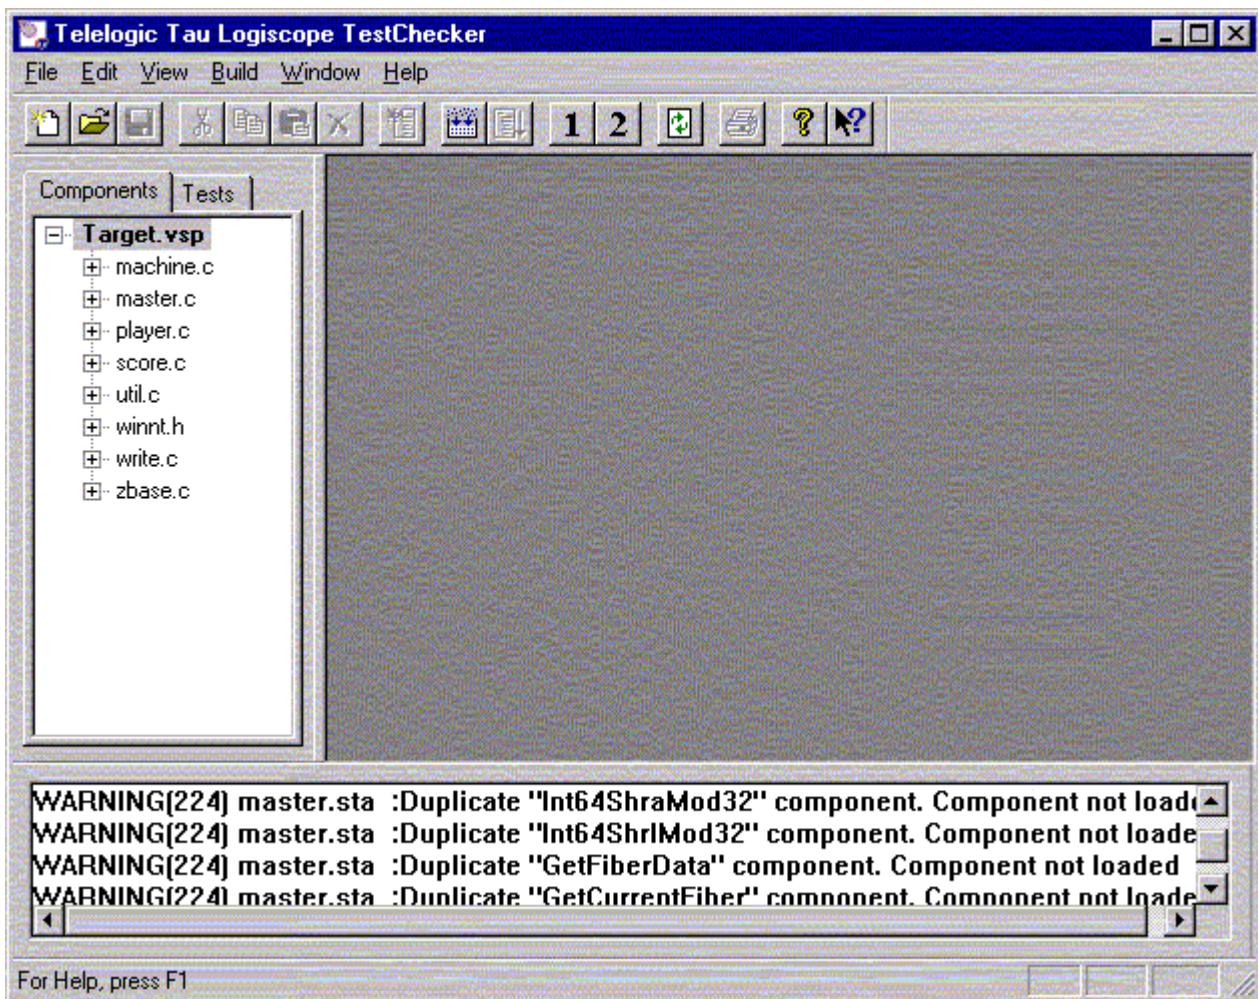 Telelogic Tau Logiscope TestChecker
File Edit View Build Window Help
1 2
Components Tests
Target.vsp
machine.c
master.c
player.c
score.c
util.c
winnt.h
write.c
zbase.c
WARNING(224) master.sta :Duplicate "Int64ShraMod32" component. Component not loade
WARNING(224) master.sta :Duplicate "Int64ShrlMod32" component. Component not loade
WARNING(224) master.sta :Duplicate "GetFiberData" component. Component not loaded
WARNING(224) master.sta :Duplicate "GetCurrentFiber" component. Component not loade
For Help, press F1